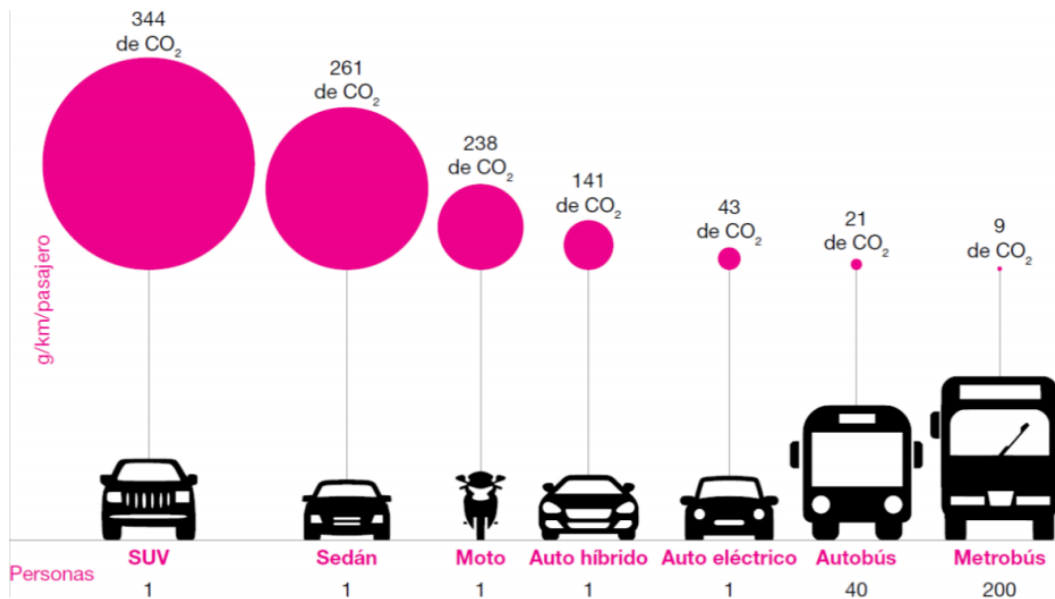 344
de CO₂
261
de CO₂
238
de CO₂
141
de CO₂
43
de CO₂
21
de CO₂
9
de CO₂
g/km/pasajero
SUV Sedán Moto Auto híbrido Auto eléctrico Autobús Metrobús
Personas 1 1 1 1 1 40 200